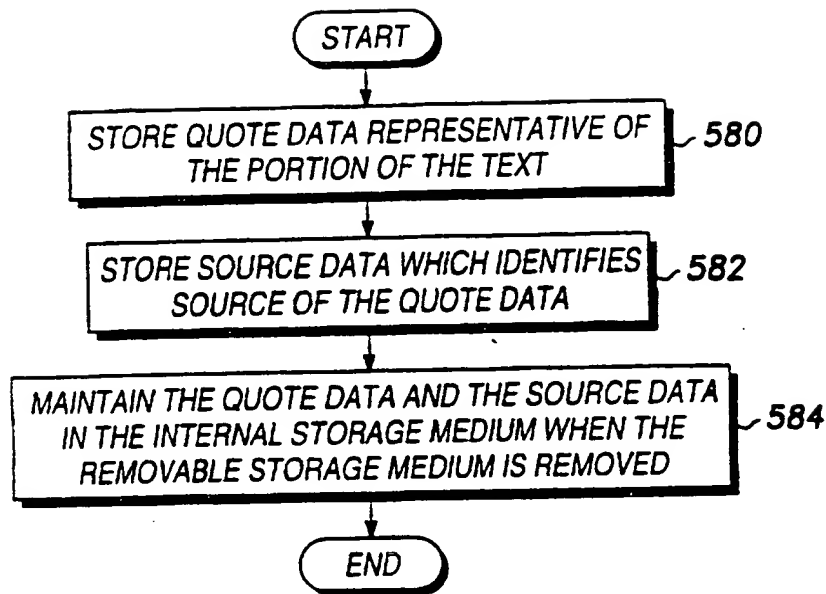 START
STORE QUOTE DATA REPRESENTATIVE OF
THE PORTION OF THE TEXT
580
STORE SOURCE DATA WHICH IDENTIFIES
SOURCE OF THE QUOTE DATA
582
MAINTAIN THE QUOTE DATA AND THE SOURCE DATA
IN THE INTERNAL STORAGE MEDIUM WHEN THE
REMOVABLE STORAGE MEDIUM IS REMOVED
584
END